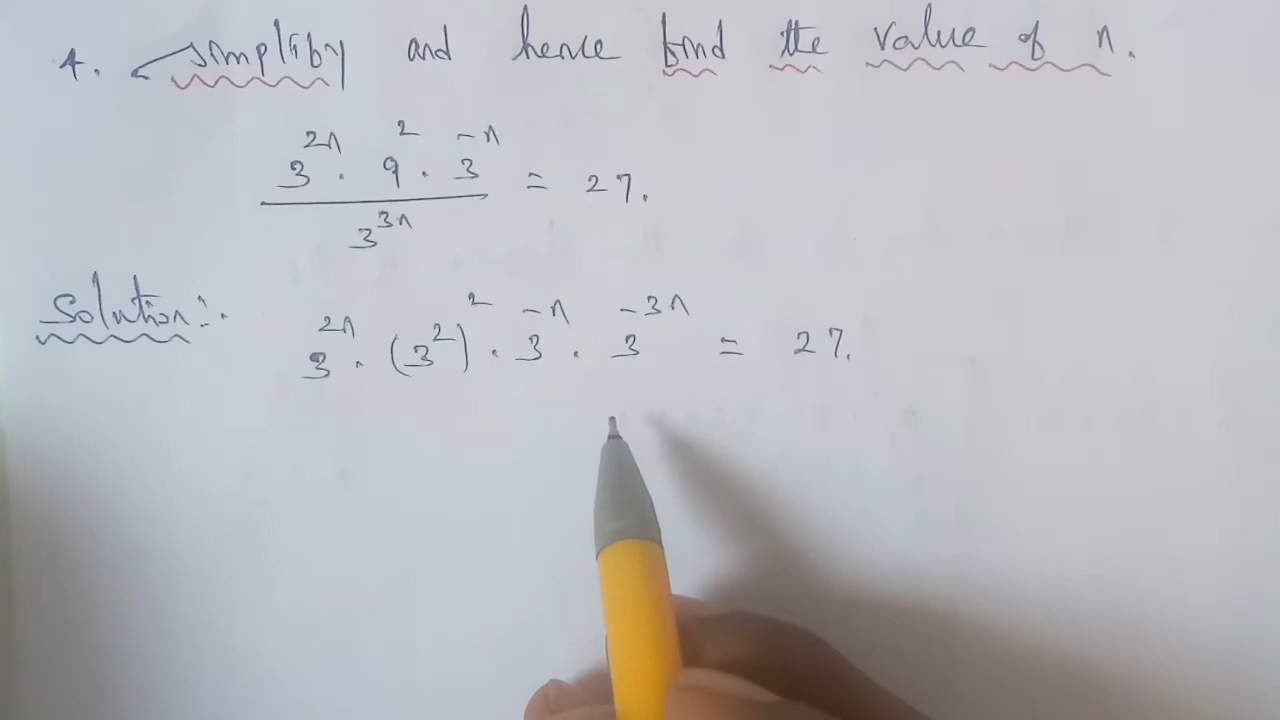 4. Simplify and hence find the value of n.
3^{2n} . 9^{2} . 3^{-n} / 3^{3n} = 27.
Solution:.
3^{2n} . (3^{2})^{2} . 3^{-n} . 3^{-3n} = 27.